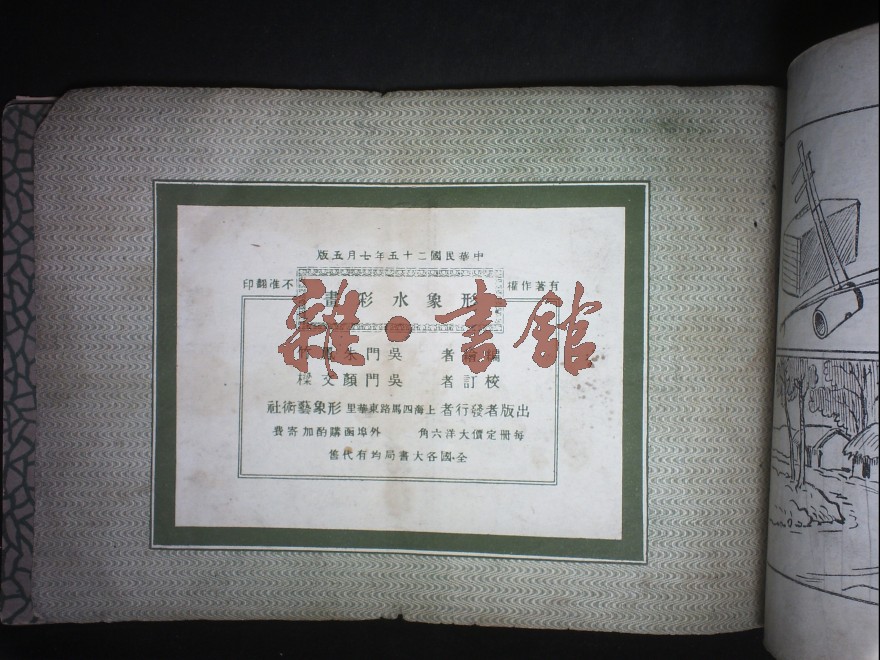 中華民國二十五年七月五版
有著作權 不准翻印
形象水彩畫
編繪者 吳門朱
校訂者 吳門顏文樑
出版者發行者 上海四馬路東華里 形象藝術社
每冊定價大洋六角 外埠函購酌加寄費
全國各大書局均有代售
雜·書館